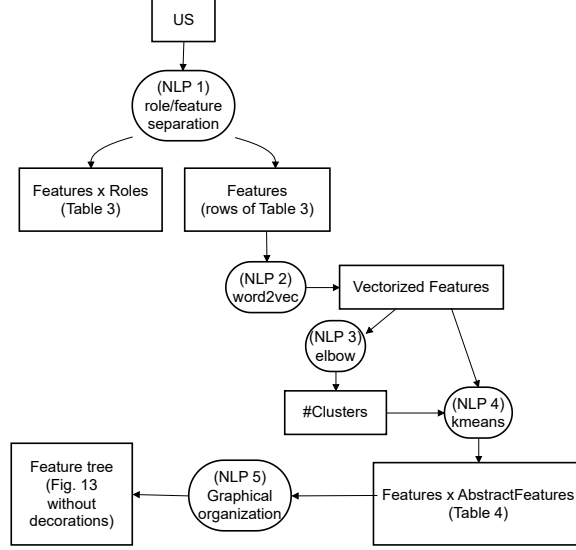 US
(NLP 1)
role/feature
separation
Features x Roles
(Table 3)
Features
(rows of Table 3)
(NLP 2)
word2vec
Vectorized Features
(NLP 3)
elbow
#Clusters
(NLP 4)
kmeans
Feature tree
(Fig. 13
without
decorations)
(NLP 5)
Graphical
organization
Features x AbstractFeatures
(Table 4)